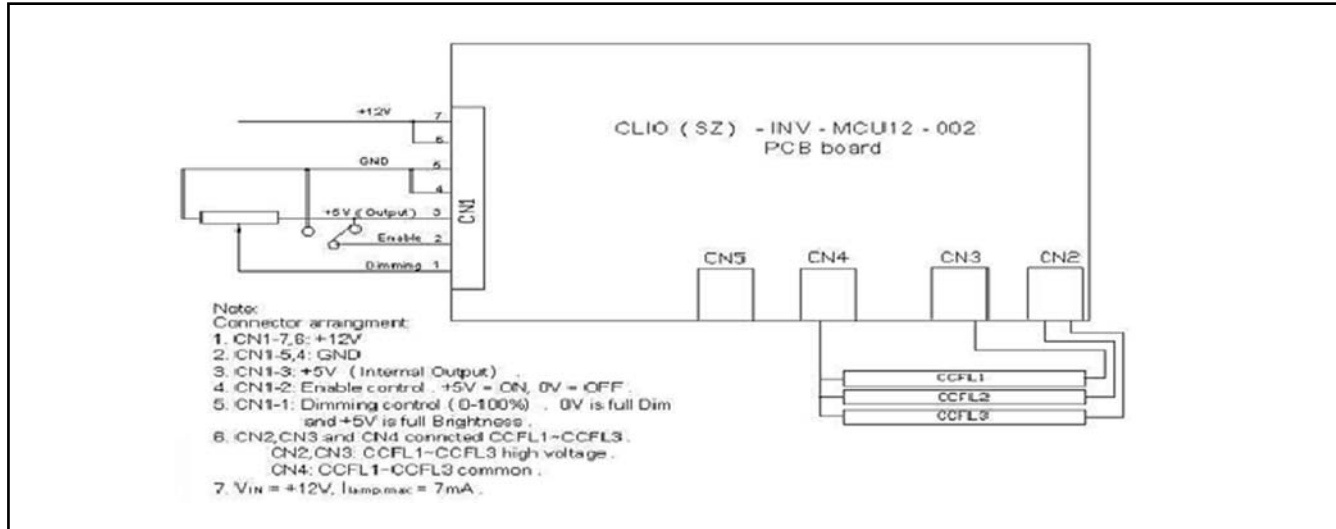 +12V 7
6
GND 5
4
+5V (Output) 3
Enable 2
Dimming 1
CN1
CLIO ( SZ ) - INV - MCU12 - 002
PCB board
CN5 CN4 CN3 CN2
CCFL1
CCFL2
CCFL3
Note:
Connector arrangment:
1. CN1-7,6: +12V
2. CN1-5,4: GND
3. CN1-3: +5V ( Internal Output ) .
4. CN1-2: Enable control . +5V = ON, 0V = OFF .
5. CN1-1: Dimming control ( 0-100% ) . 0V is full Dim
and +5V is full Brightness .
6. CN2,CN3 and CN4 connicted CCFL1~CCFL3 .
CN2,CN3: CCFL1~CCFL3 high voltage .
CN4: CCFL1~CCFL3 common .
7. VIN = +12V, Ilamp.max = 7mA .